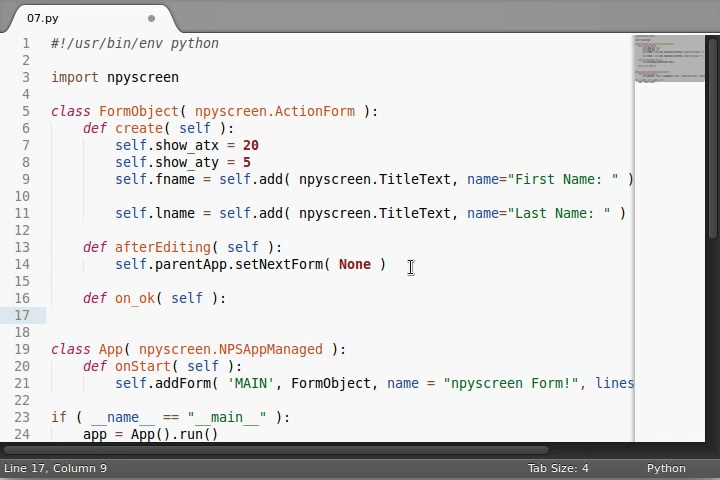 07.py
1 #!/usr/bin/env python
2
3 import npyscreen
4
5 class FormObject( npyscreen.ActionForm ):
6 def create( self ):
7 self.show_atx = 20
8 self.show_aty = 5
9 self.fname = self.add( npyscreen.TitleText, name="First Name: " )
10
11 self.lname = self.add( npyscreen.TitleText, name="Last Name: " )
12
13 def afterEditing( self ):
14 self.parentApp.setNextForm( None )
15
16 def on_ok( self ):
17
18
19 class App( npyscreen.NPSAppManaged ):
20 def onStart( self ):
21 self.addForm( 'MAIN', FormObject, name = "npyscreen Form!", lines
22
23 if ( __name__ == "__main__" ):
24 app = App().run()
Line 17, Column 9 Tab Size: 4 Python